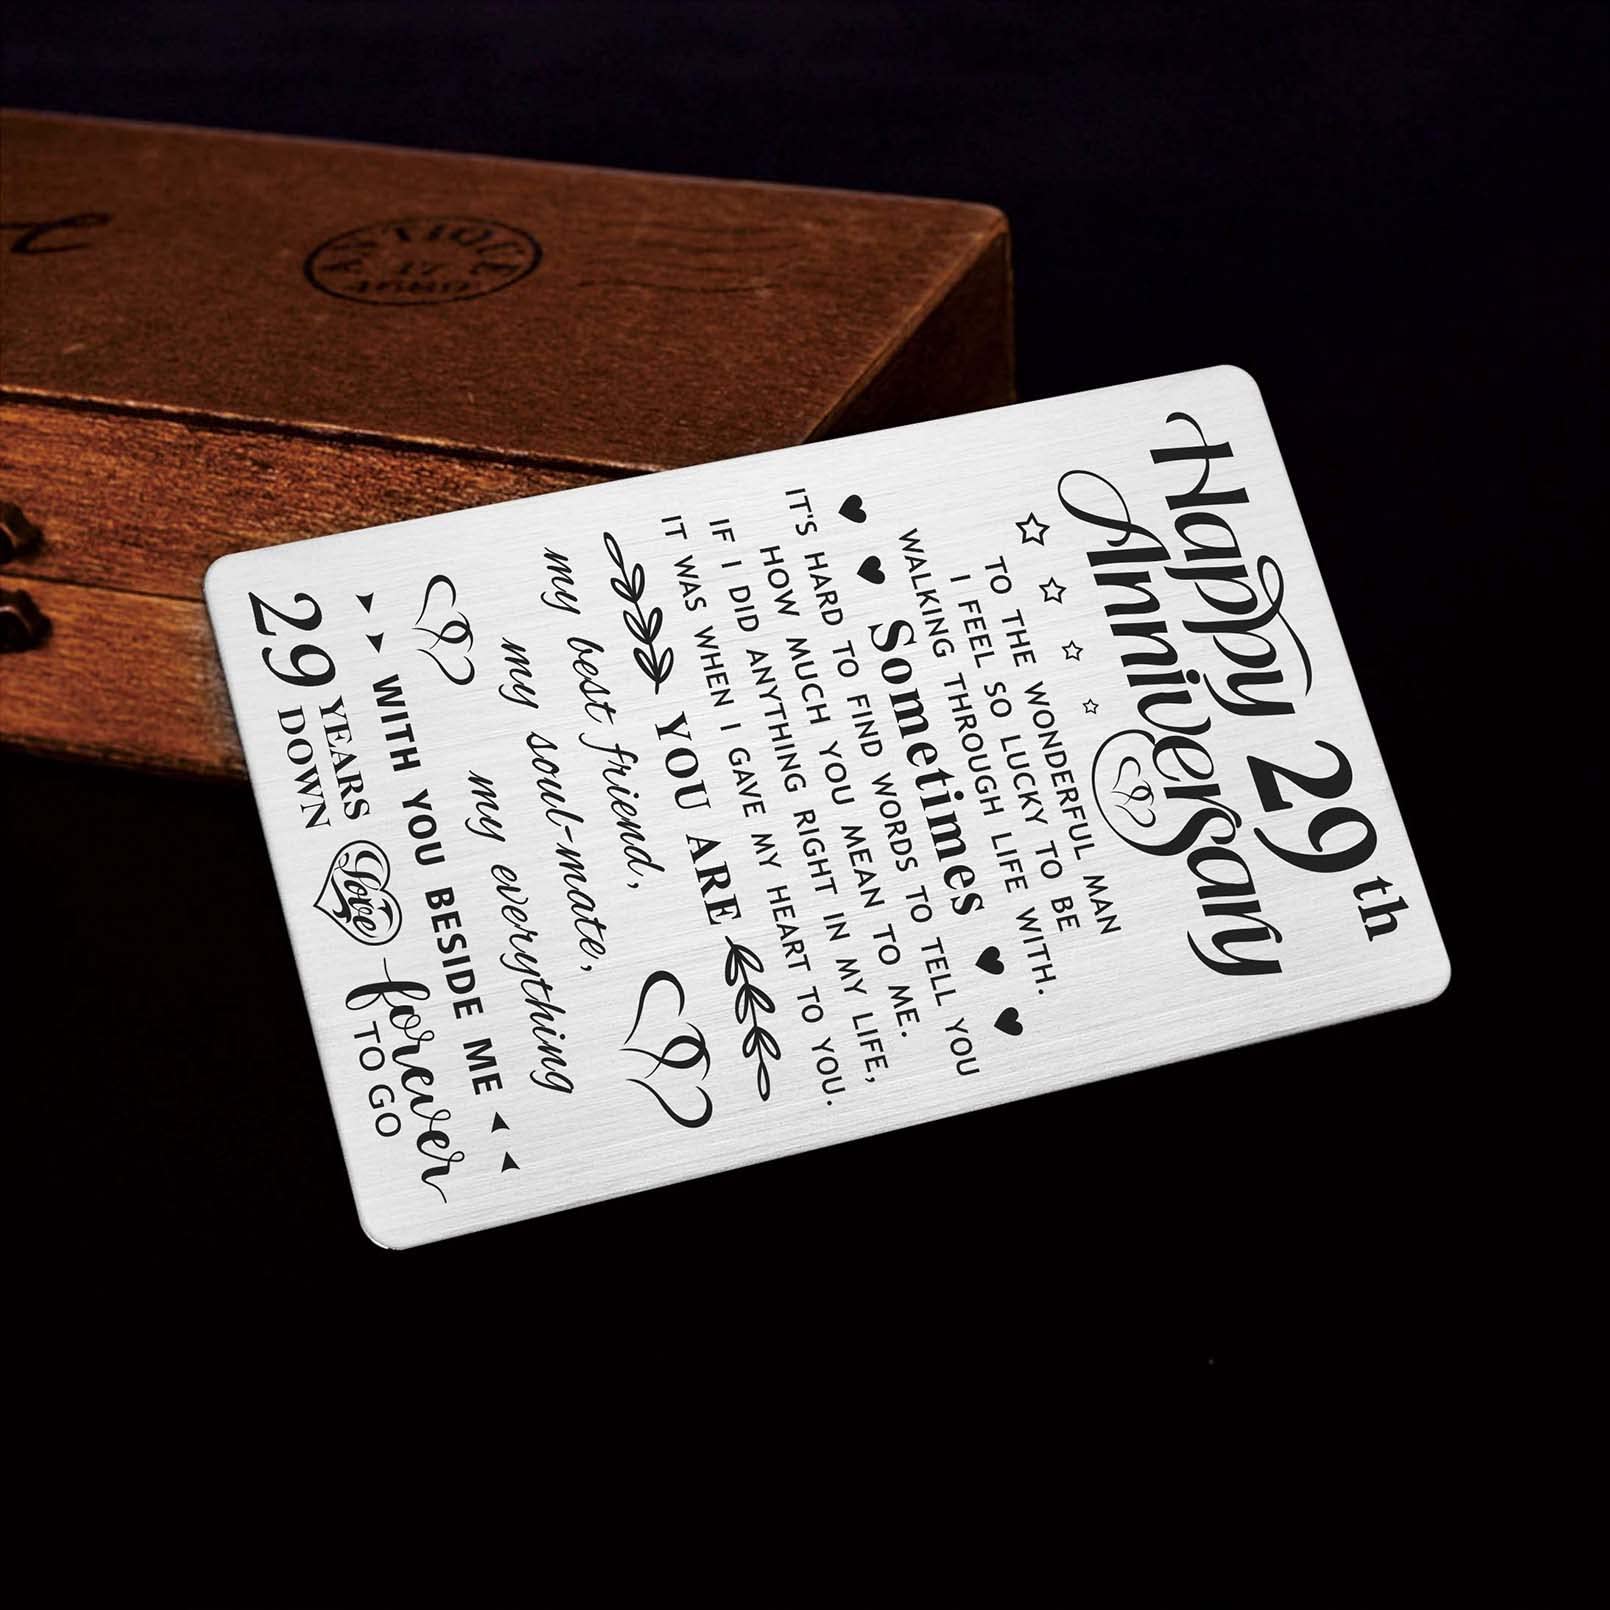 Happy 29th
Anniversary
TO THE WONDERFUL MAN
I FEEL SO LUCKY TO BE
WALKING THROUGH LIFE WITH.
Sometimes
IT'S HARD TO FIND WORDS TO TELL YOU
HOW MUCH YOU MEAN TO ME.
IF I DID ANYTHING RIGHT IN MY LIFE,
IT WAS WHEN I GAVE MY HEART TO YOU.
YOU ARE
my best friend,
my soul-mate,
my everything
WITH YOU BESIDE ME
29 YEARS DOWN Love forever TO GO
ANTIQUE
17